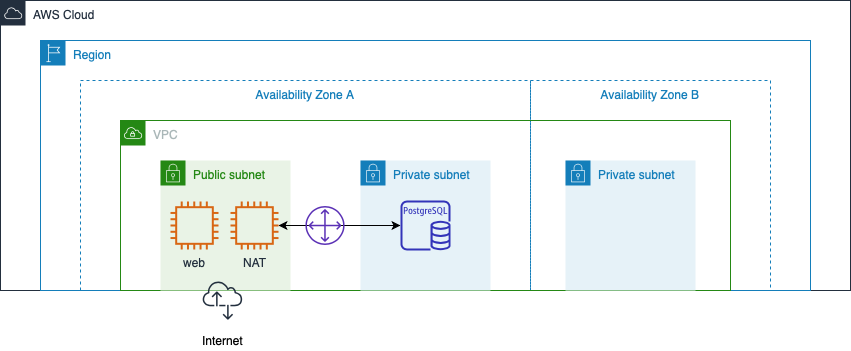 AWS Cloud
Region
Availability Zone A
Availability Zone B
VPC
Public subnet
Private subnet
Private subnet
PostgreSQL
web
NAT
Internet